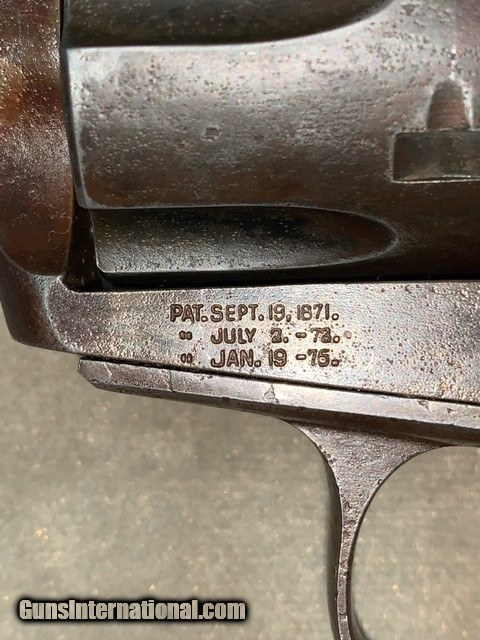 PAT. SEPT. 19, 1871.
" JULY 2. - 72.
" JAN. 19 - 75.
GunsInternational.com